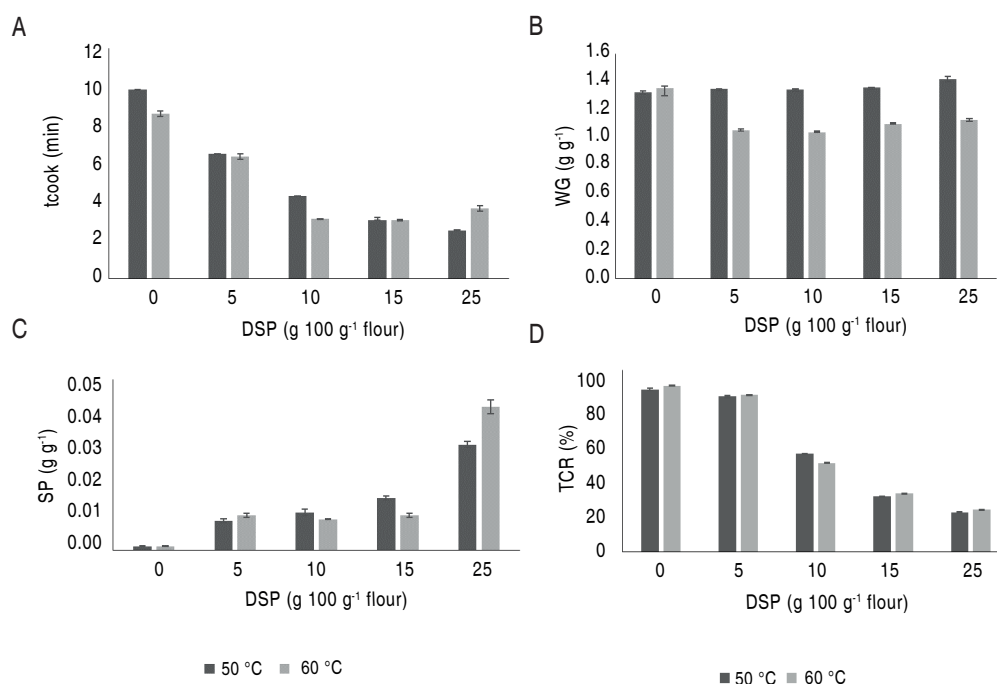 A
12
10
8
6
4
2
0
tcook (min)
0 5 10 15 25
DSP (g 100 g⁻¹ flour)
B
1.6
1.4
1.2
1.0
0.8
0.6
0.4
0.2
0.0
WG (g g⁻¹)
0 5 10 15 25
DSP (g 100 g⁻¹ flour)
C
0.05
0.04
0.03
0.02
0.01
0.00
SP (g g⁻¹)
0 5 10 15 25
DSP (g 100 g⁻¹ flour)
50 °C 60 °C
D
100
80
60
40
20
0
TCR (%)
0 5 10 15 25
DSP (g 100 g⁻¹ flour)
50 °C 60 °C